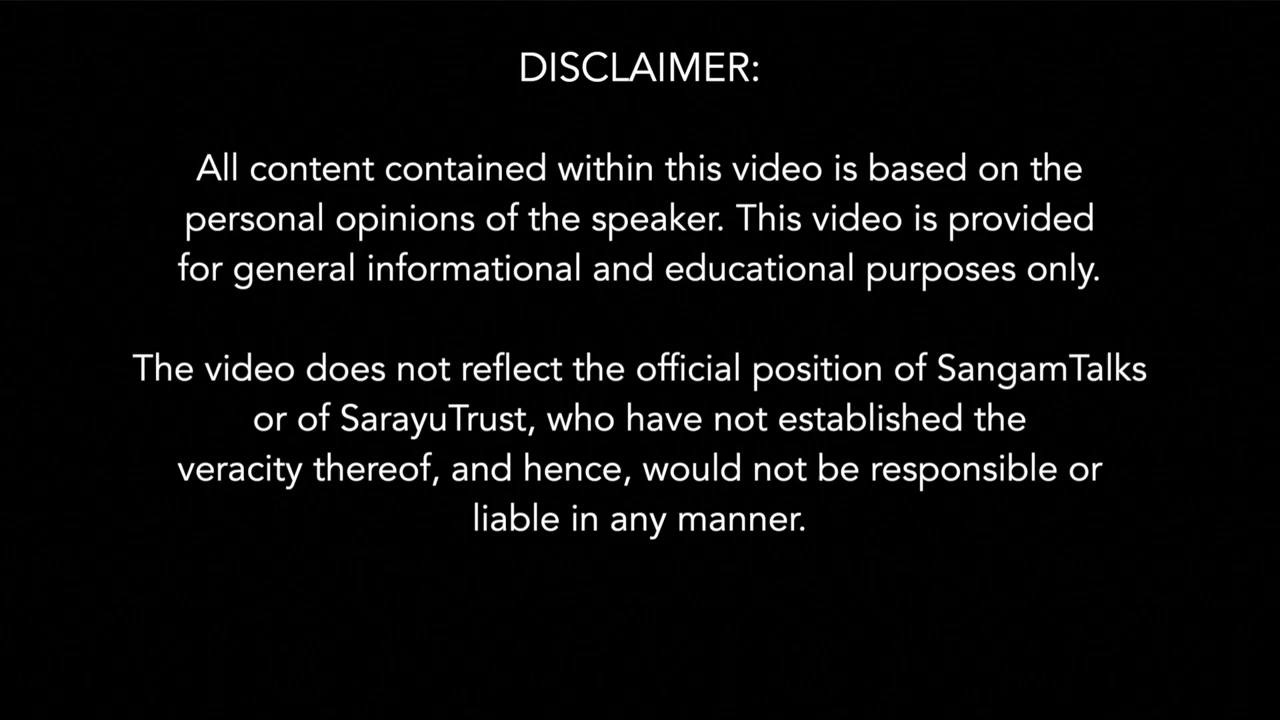 DISCLAIMER:
All content contained within this video is based on the
personal opinions of the speaker. This video is provided
for general informational and educational purposes only.
The video does not reflect the official position of SangamTalks
or of SarayuTrust, who have not established the
veracity thereof, and hence, would not be responsible or
liable in any manner.